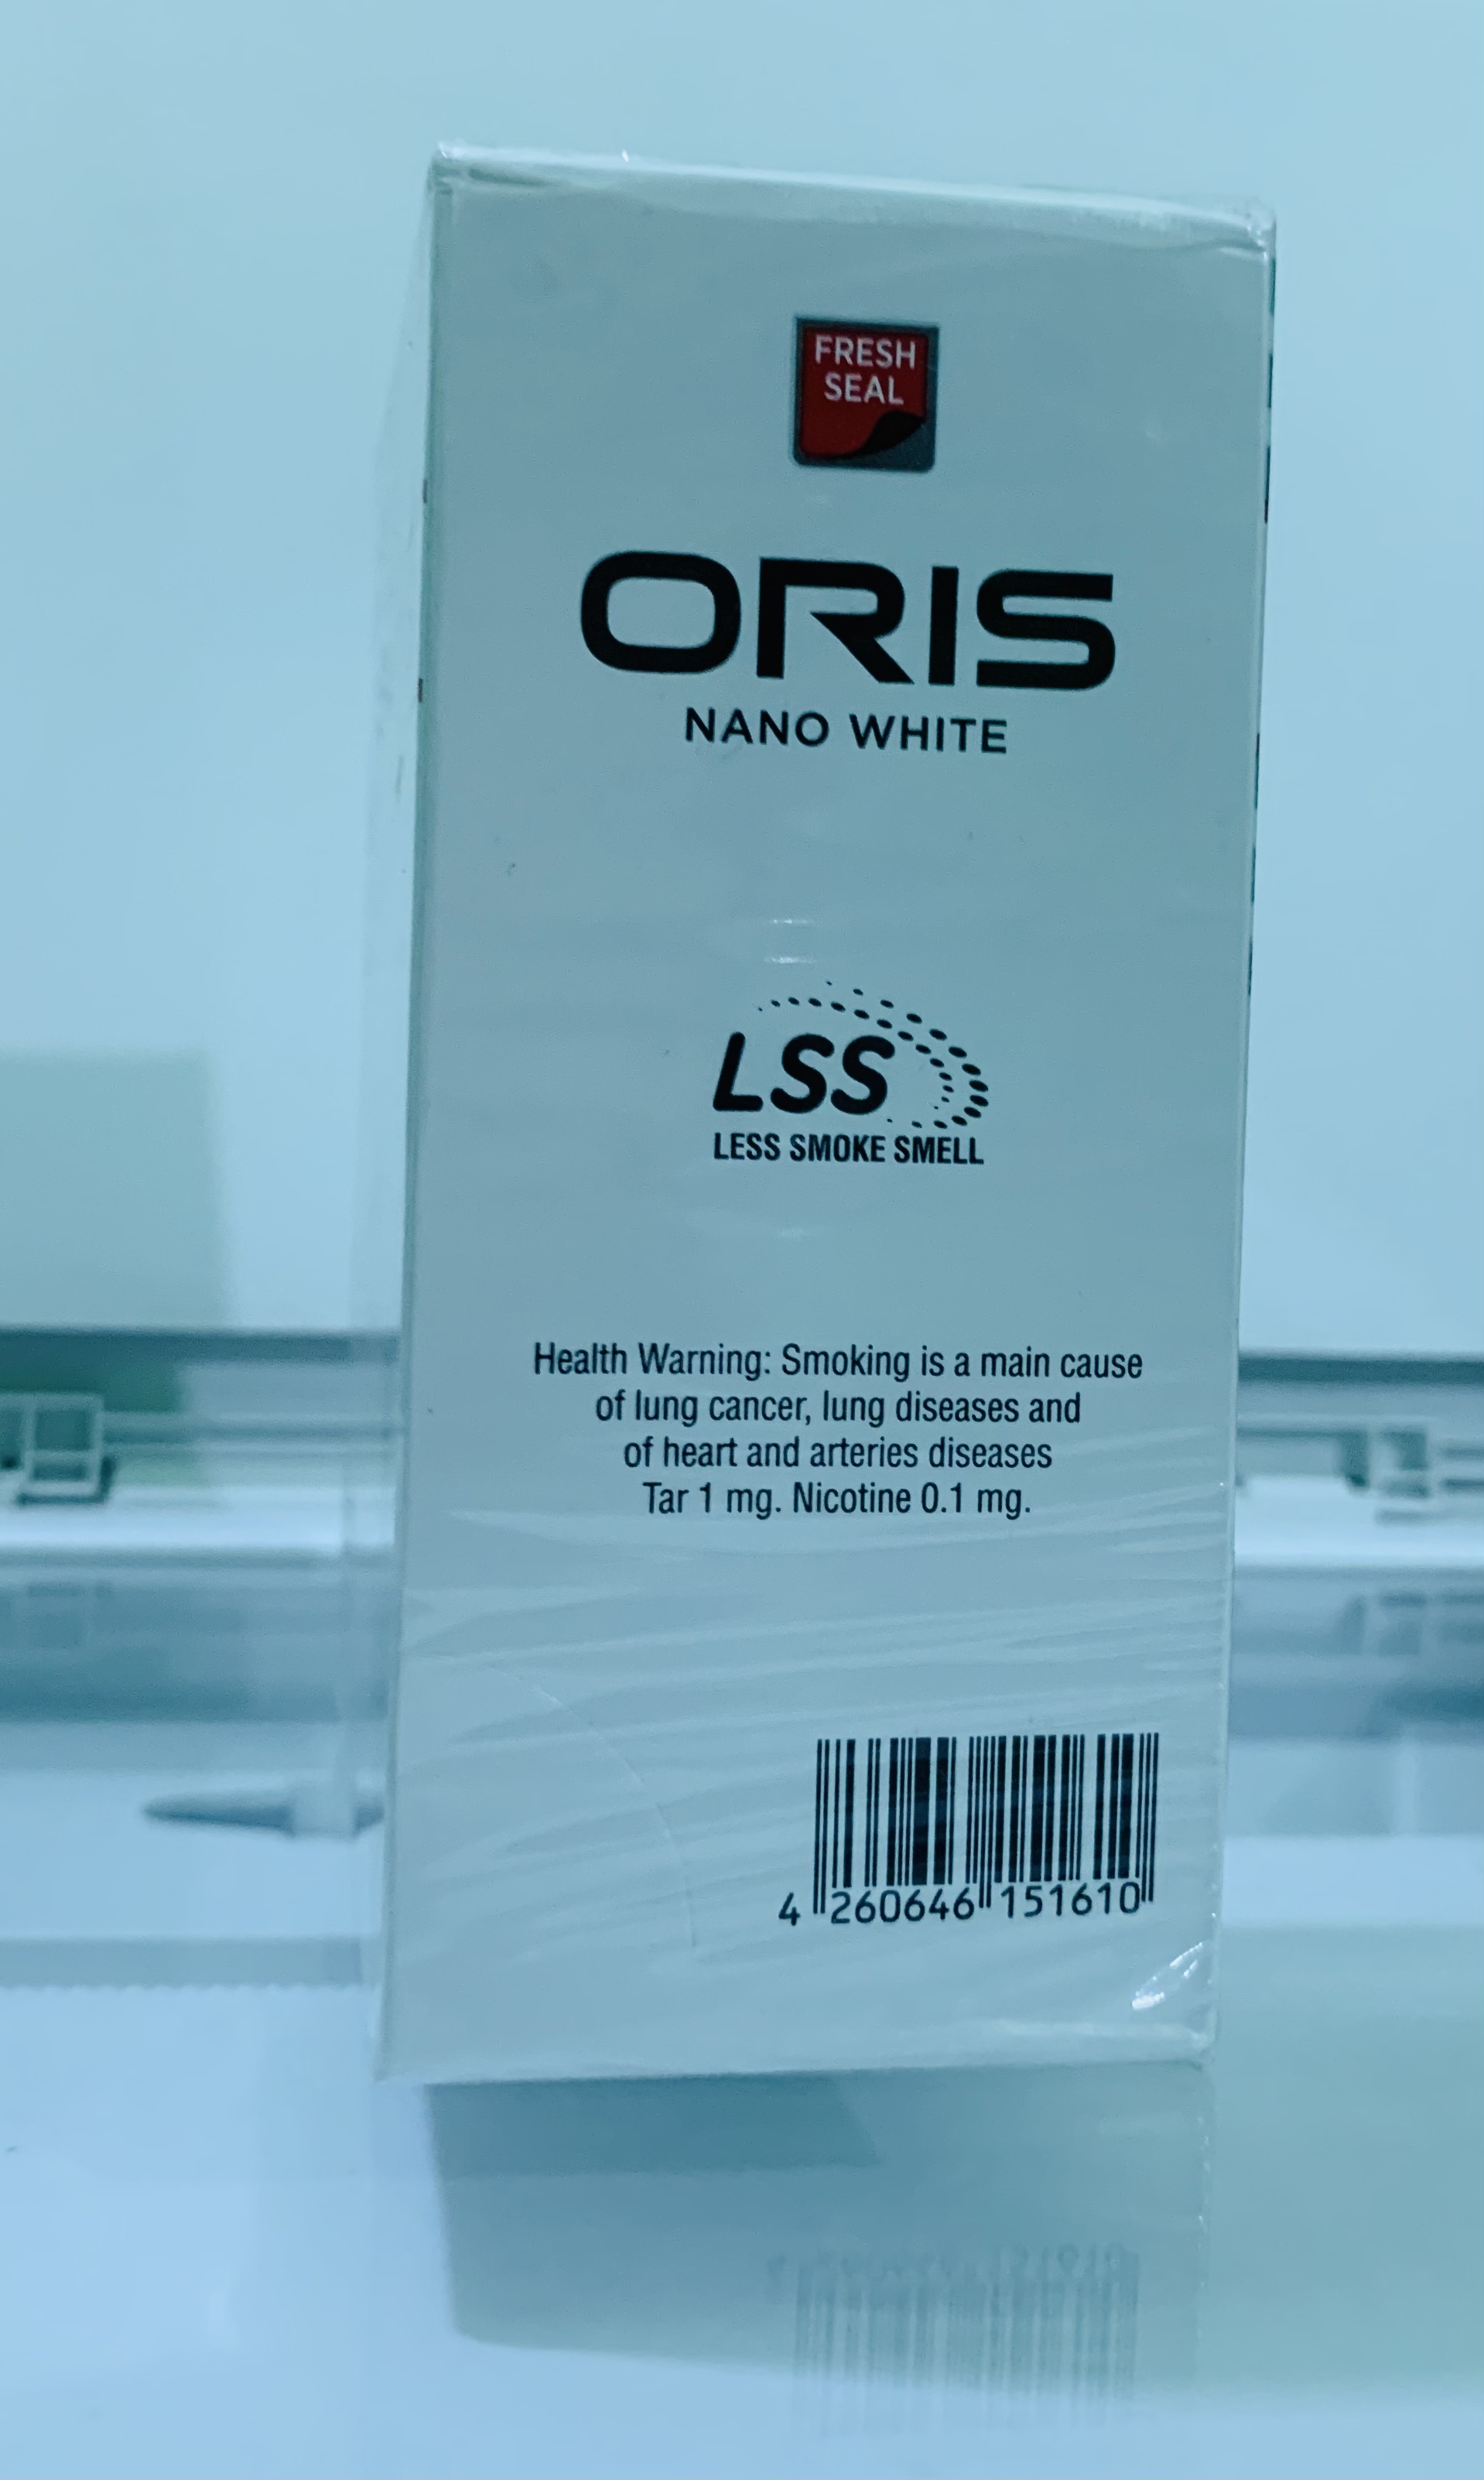 FRESH
SEAL
ORIS
NANO WHITE
LSS
LESS SMOKE SMELL
Health Warning: Smoking is a main cause
of lung cancer, lung diseases and
of heart and arteries diseases
Tar 1 mg. Nicotine 0.1 mg.
4 260646 151610